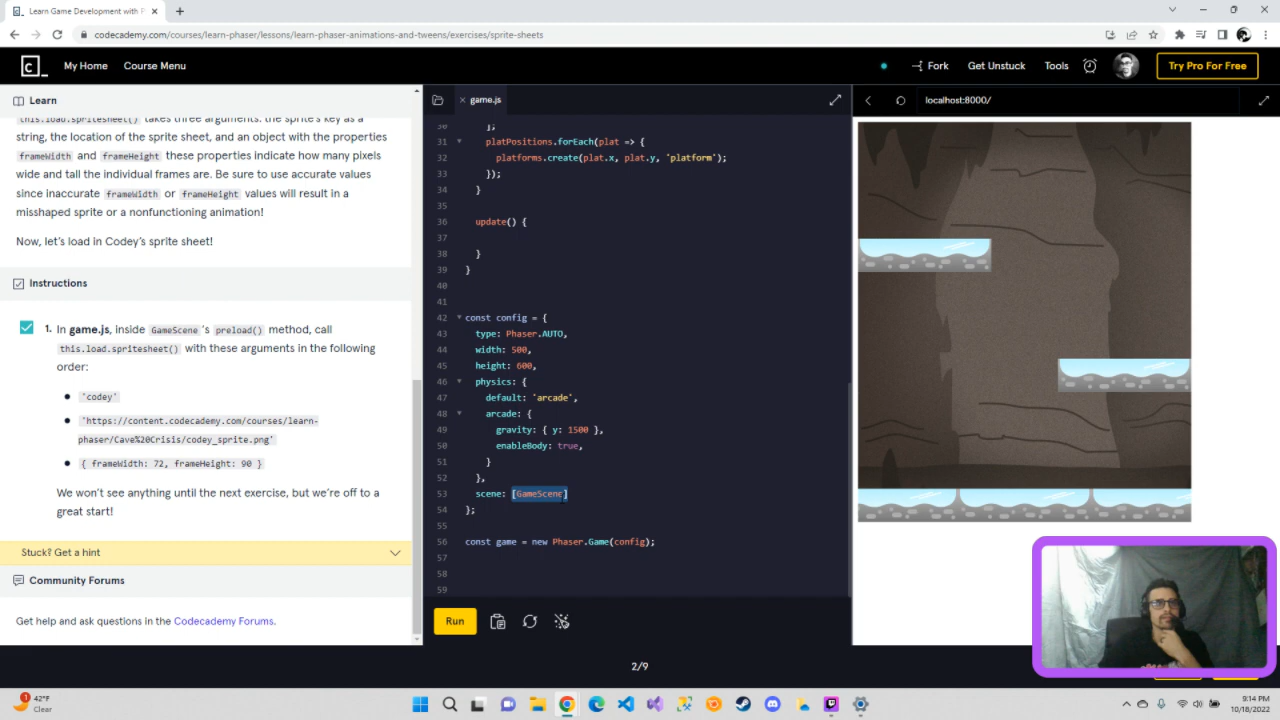 Learn Game Development with P
codecademy.com/courses/learn-phaser/lessons/learn-phaser-animations-and-tweens/exercises/sprite-sheets
My Home
Course Menu
Fork
Get Unstuck
Tools
Try Pro For Free
Learn
this.load.spritesheet() takes three arguments: the sprite's key as a
string, the location of the sprite sheet, and an object with the properties
frameWidth and frameHeight these properties indicate how many pixels
wide and tall the individual frames are. Be sure to use accurate values
since inaccurate frameWidth or frameHeight values will result in a
misshaped sprite or a nonfunctioning animation!
Now, let's load in Codey's sprite sheet!
Instructions
1. In game.js, inside GameScene's preload() method, call
this.load.spritesheet() with these arguments in the following
order:
'codey'
'https://content.codecademy.com/courses/learn-
phaser/Cave%20Crisis/codey_sprite.png'
{ frameWidth: 72, frameHeight: 90 }
We won't see anything until the next exercise, but we're off to a
great start!
Stuck? Get a hint
Community Forums
Get help and ask questions in the Codecademy Forums.
game.js
30 ];
31 platPositions.forEach(plat => {
32 platforms.create(plat.x, plat.y, 'platform');
33 });
34 }
35
36 update() {
37
38 }
39 }
40
41
42 const config = {
43 type: Phaser.AUTO,
44 width: 500,
45 height: 600,
46 physics: {
47 default: 'arcade',
48 arcade: {
49 gravity: { y: 1500 },
50 enableBody: true,
51 }
52 },
53 scene: [GameScene]
54 };
55
56 const game = new Phaser.Game(config);
57
58
59
Run
localhost:8000/
2/9
1
42°F
Clear
9:14 PM
10/18/2022